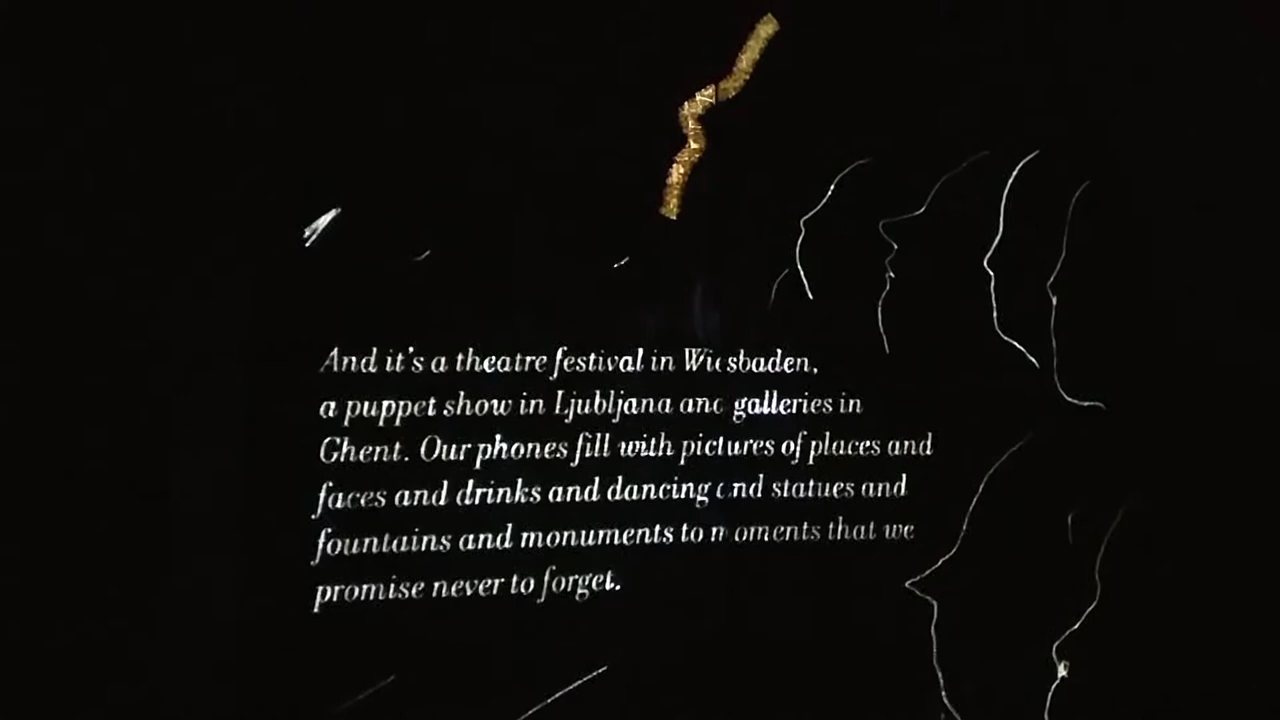 And it's a theatre festival in Wiesbaden,
a puppet show in Ljubljana and galleries in
Ghent. Our phones fill with pictures of places and
faces and drinks and dancing and statues and
fountains and monuments to moments that we
promise never to forget.